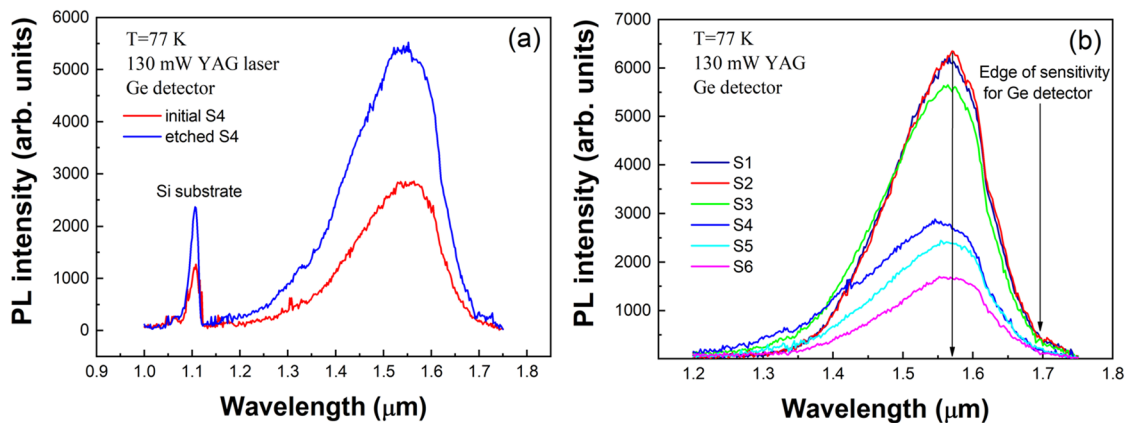 (a)
T=77 K
130 mW YAG laser
Ge detector
initial S4
etched S4
Si substrate
PL intensity (arb. units)
6000
5000
4000
3000
2000
1000
0
0.9 1.0 1.1 1.2 1.3 1.4 1.5 1.6 1.7 1.8
Wavelength (μm)
(b)
T=77 K
130 mW YAG
Ge detector
Edge of sensitivity
for Ge detector
S1
S2
S3
S4
S5
S6
PL intensity (arb. units)
7000
6000
5000
4000
3000
2000
1000
1.2 1.3 1.4 1.5 1.6 1.7 1.8
Wavelength (μm)